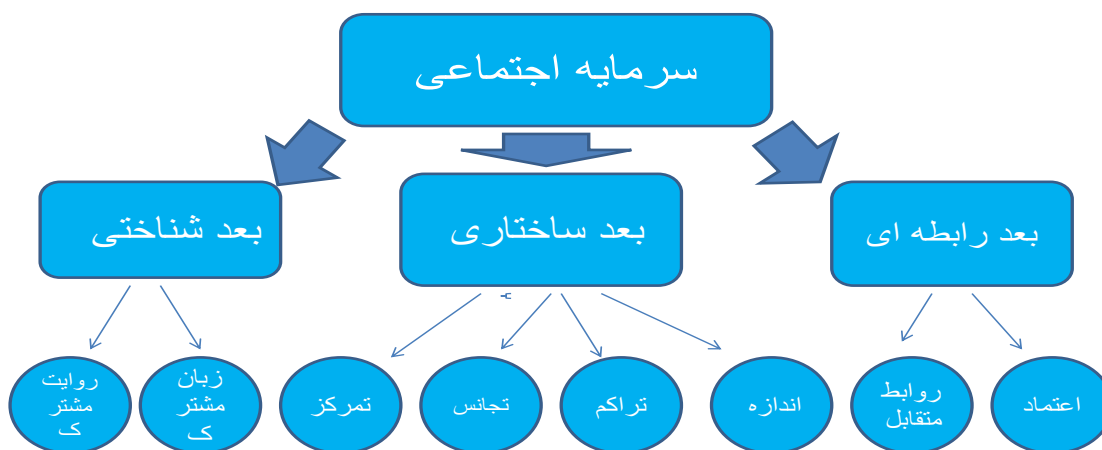 سرمایه اجتماعی
بعد رابطه ای
بعد ساختاری
بعد شناختی
اعتماد
روابط
متقابل
اندازه
تراکم
تجانس
تمرکز
زبان
مشتر
ک
روایت
مشتر
ک